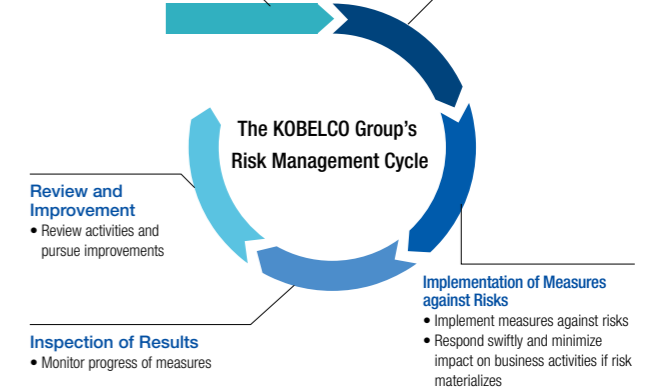 The KOBELCO Group's
Risk Management Cycle
Review and
Improvement
• Review activities and
pursue improvements
Implementation of Measures
against Risks
• Implement measures against risks
• Respond swiftly and minimize
impact on business activities if risk
materializes
Inspection of Results
• Monitor progress of measures